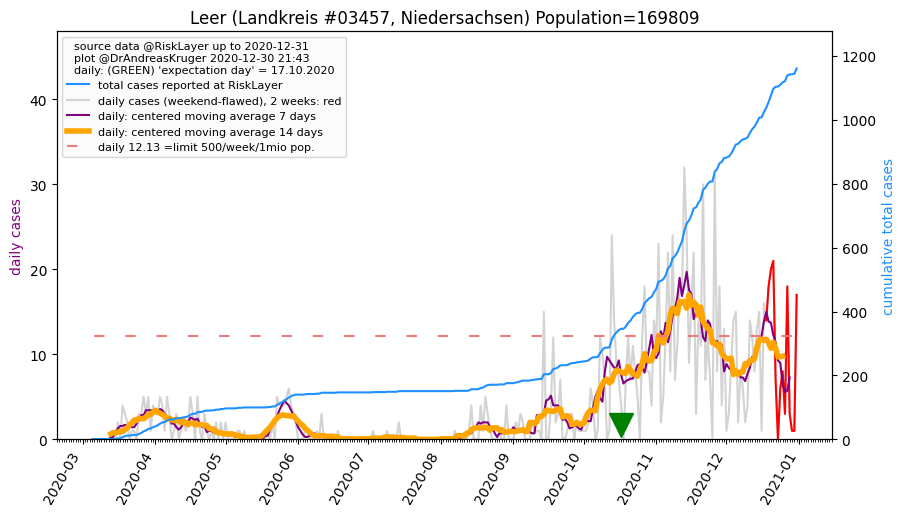 Leer (Landkreis #03457, Niedersachsen) Population=169809
source data @RiskLayer up to 2020-12-31
plot @DrAndreasKruger 2020-12-30 21:43
daily: (GREEN) 'expectation day' = 17.10.2020
total cases reported at RiskLayer
daily cases (weekend-flawed), 2 weeks: red
daily: centered moving average 7 days
daily: centered moving average 14 days
daily 12.13 =limit 500/week/1mio pop.
daily cases
40
30
20
10
0
1200
1000
800
600
400
200
0
cumulative total cases
2020-03
2020-04
2020-05
2020-06
2020-07
2020-08
2020-09
2020-10
2020-11
2020-12
2021-01